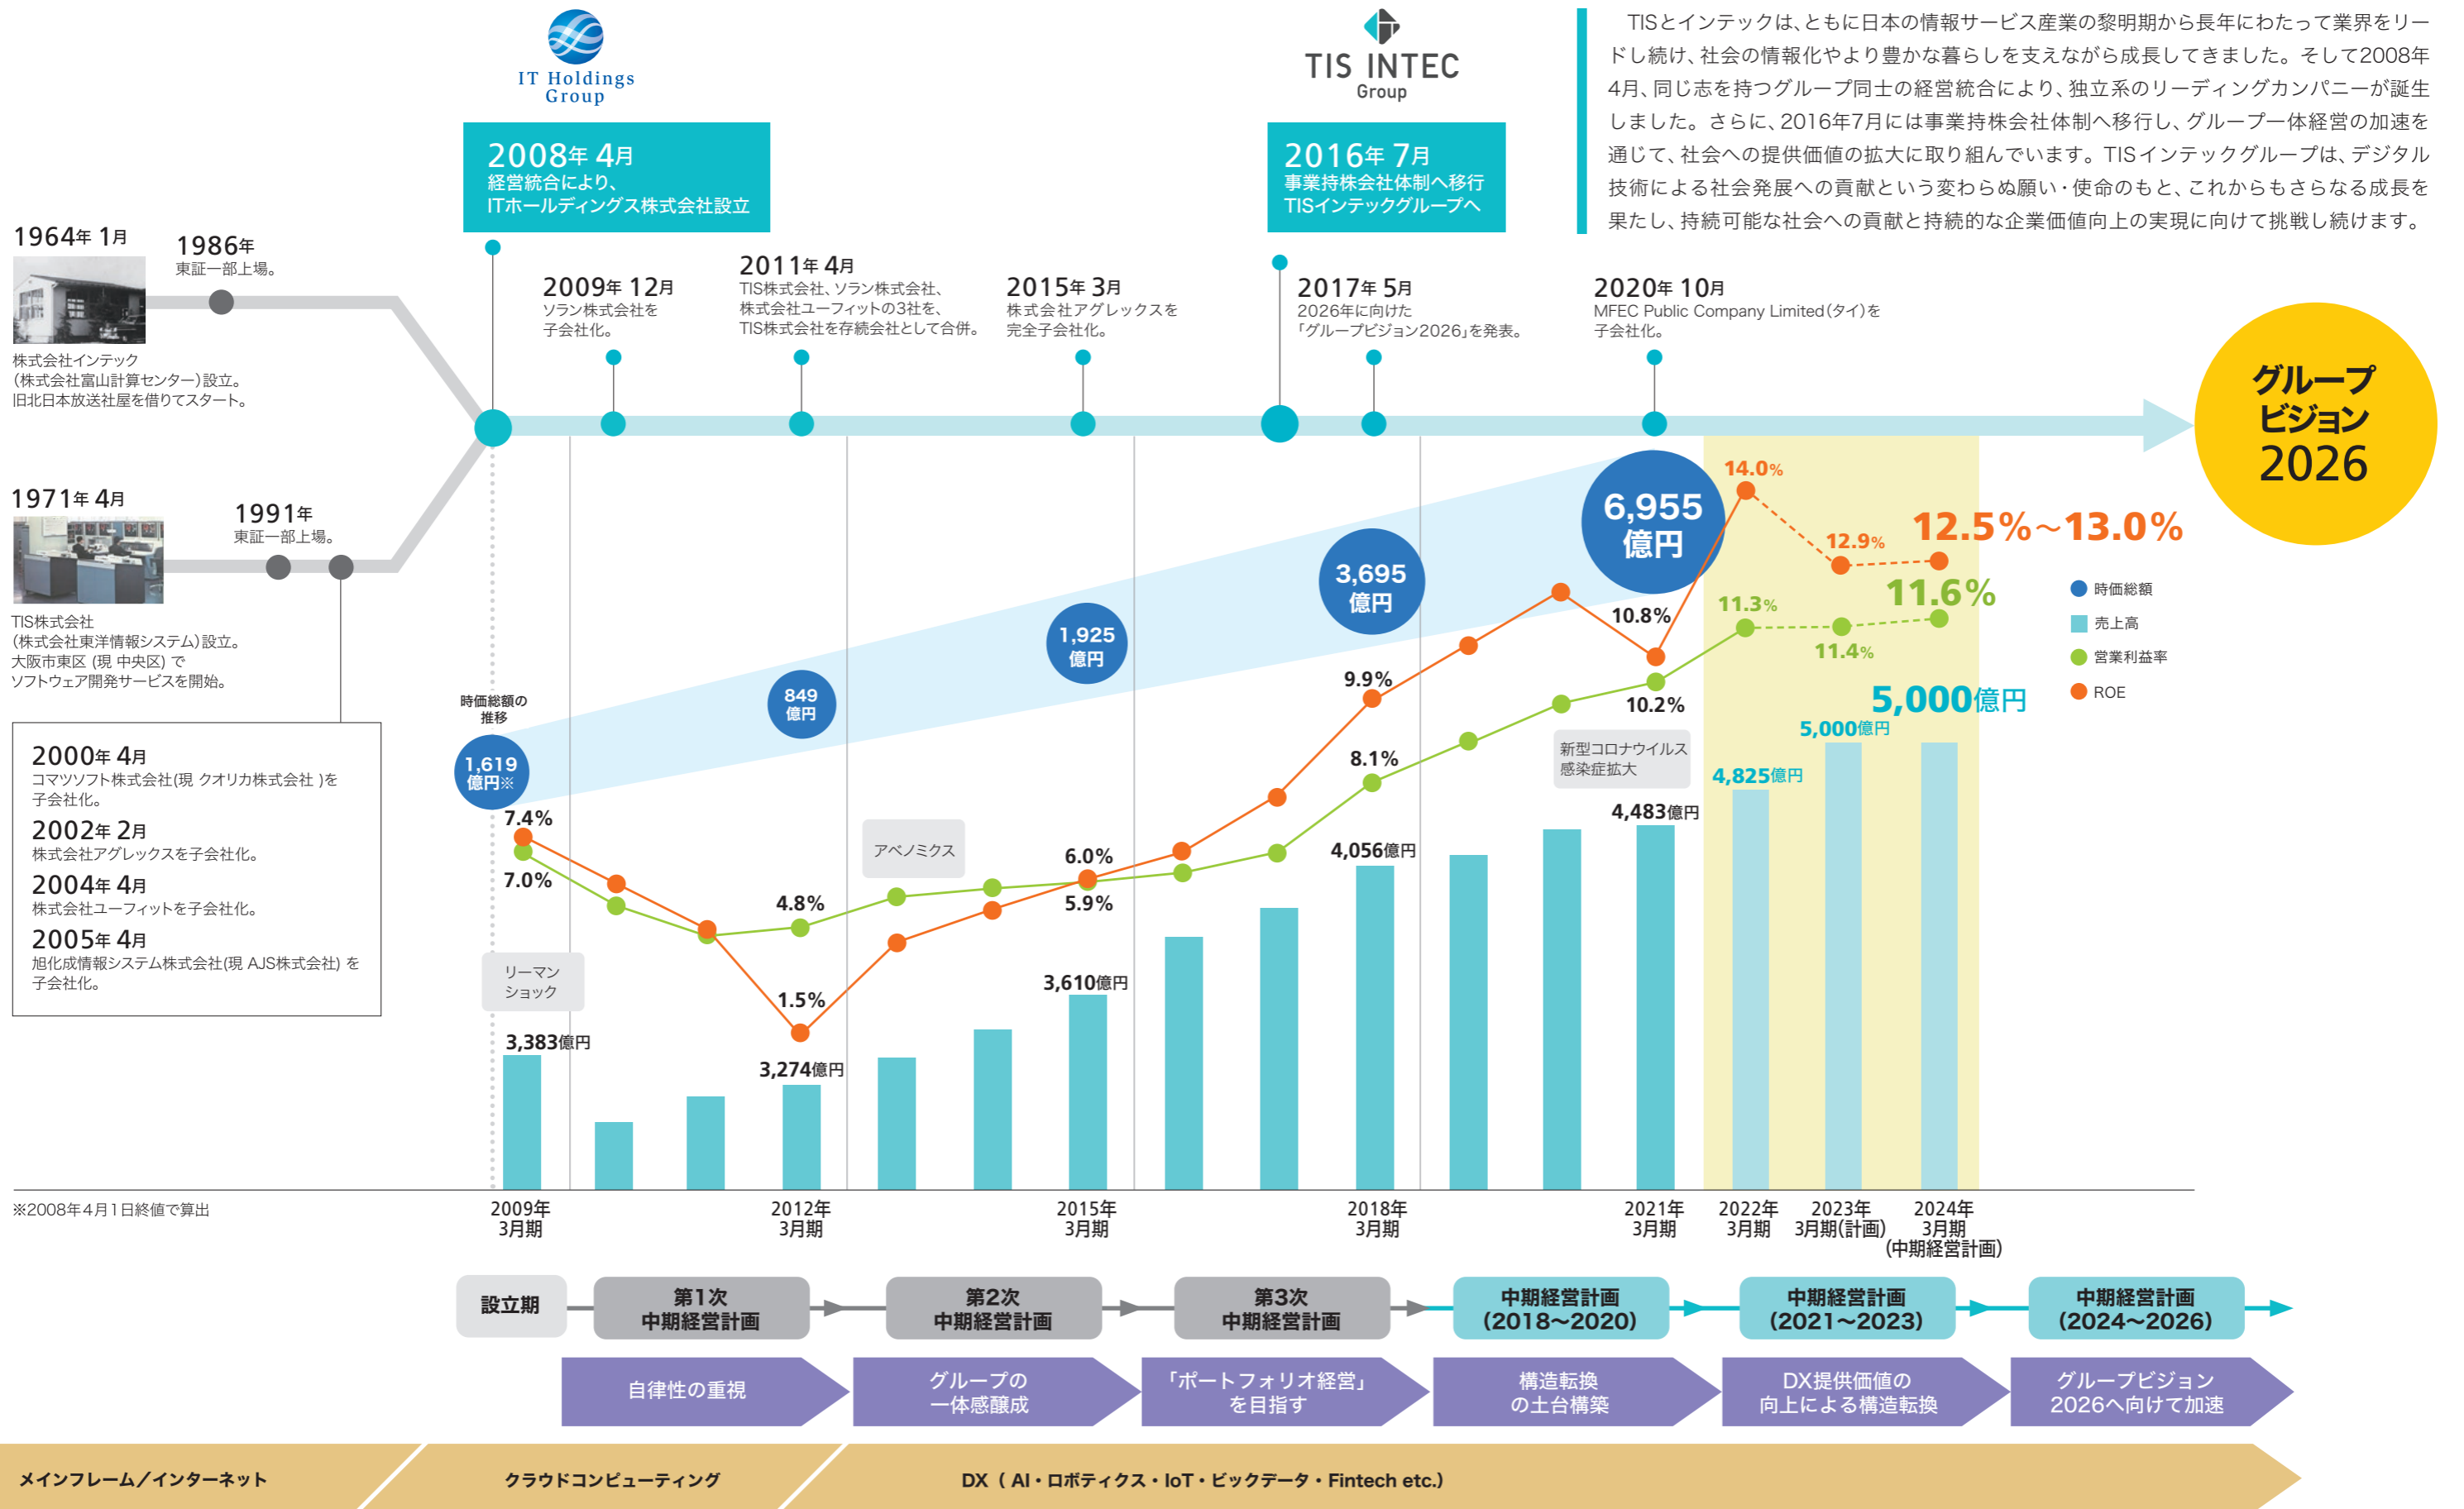 IT Holdings
Group
TIS INTEC
Group
TISとインテックは、ともに日本の情報サービス産業の黎明期から長年にわたって業界をリー
ドし続け、社会の情報化やより豊かな暮らしを支えながら成長してきました。そして2008年
4月、同じ志を持つグループ同士の経営統合により、独立系のリーディングカンパニーが誕生
しました。さらに、2016年7月には事業持株会社体制へ移行し、グループ一体経営の加速を
通じて、社会への提供価値の拡大に取り組んでいます。TISインテックグループは、デジタル
技術による社会発展への貢献という変わらぬ願い・使命のもと、これからもさらなる成長を
果たし、持続可能な社会への貢献と持続的な企業価値向上の実現に向けて挑戦し続けます。
2008年 4月
経営統合により、
ITホールディングス株式会社設立
2016年 7月
事業持株会社体制へ移行
TISインテックグループへ
1964年 1月
株式会社インテック
(株式会社富山計算センター)設立。
旧北日本放送社屋を借りてスタート。
1986年
東証一部上場。
2009年 12月
ソラン株式会社を
子会社化。
2011年 4月
TIS株式会社、ソラン株式会社、
株式会社ユーフィットの3社を、
TIS株式会社を存続会社として合併。
2015年 3月
株式会社アグレックスを
完全子会社化。
2017年 5月
2026年に向けた
「グループビジョン2026」を発表。
2020年 10月
MFEC Public Company Limited(タイ)を
子会社化。
グループ
ビジョン
2026
1971年 4月
TIS株式会社
(株式会社東洋情報システム)設立。
大阪市東区 (現 中央区) で
ソフトウェア開発サービスを開始。
1991年
東証一部上場。
2000年 4月
コマツソフト株式会社(現 クオリカ株式会社 )を
子会社化。
2002年 2月
株式会社アグレックスを子会社化。
2004年 4月
株式会社ユーフィットを子会社化。
2005年 4月
旭化成情報システム株式会社(現 AJS株式会社) を
子会社化。
時価総額の
推移
1,619
億円※
849
億円
1,925
億円
3,695
億円
6,955
億円
14.0%
12.9%
12.5%〜13.0%
11.3%
11.4%
11.6%
時価総額
売上高
営業利益率
ROE
7.4%
7.0%
4.8%
1.5%
6.0%
5.9%
9.9%
8.1%
10.8%
10.2%
リーマン
ショック
アベノミクス
新型コロナウイルス
感染症拡大
3,383億円
3,274億円
3,610億円
4,056億円
4,483億円
4,825億円
5,000億円
5,000億円
※2008年4月1日終値で算出
2009年
3月期
2012年
3月期
2015年
3月期
2018年
3月期
2021年
3月期
2022年
3月期
2023年
3月期(計画)
2024年
3月期
(中期経営計画)
設立期
第1次
中期経営計画
第2次
中期経営計画
第3次
中期経営計画
中期経営計画
(2018〜2020)
中期経営計画
(2021〜2023)
中期経営計画
(2024〜2026)
自律性の重視
グループの
一体感醸成
「ポートフォリオ経営」
を目指す
構造転換
の土台構築
DX提供価値の
向上による構造転換
グループビジョン
2026へ向けて加速
メインフレーム／インターネット
クラウドコンピューティング
DX ( AI・ロボティクス・IoT・ビックデータ・Fintech etc.)